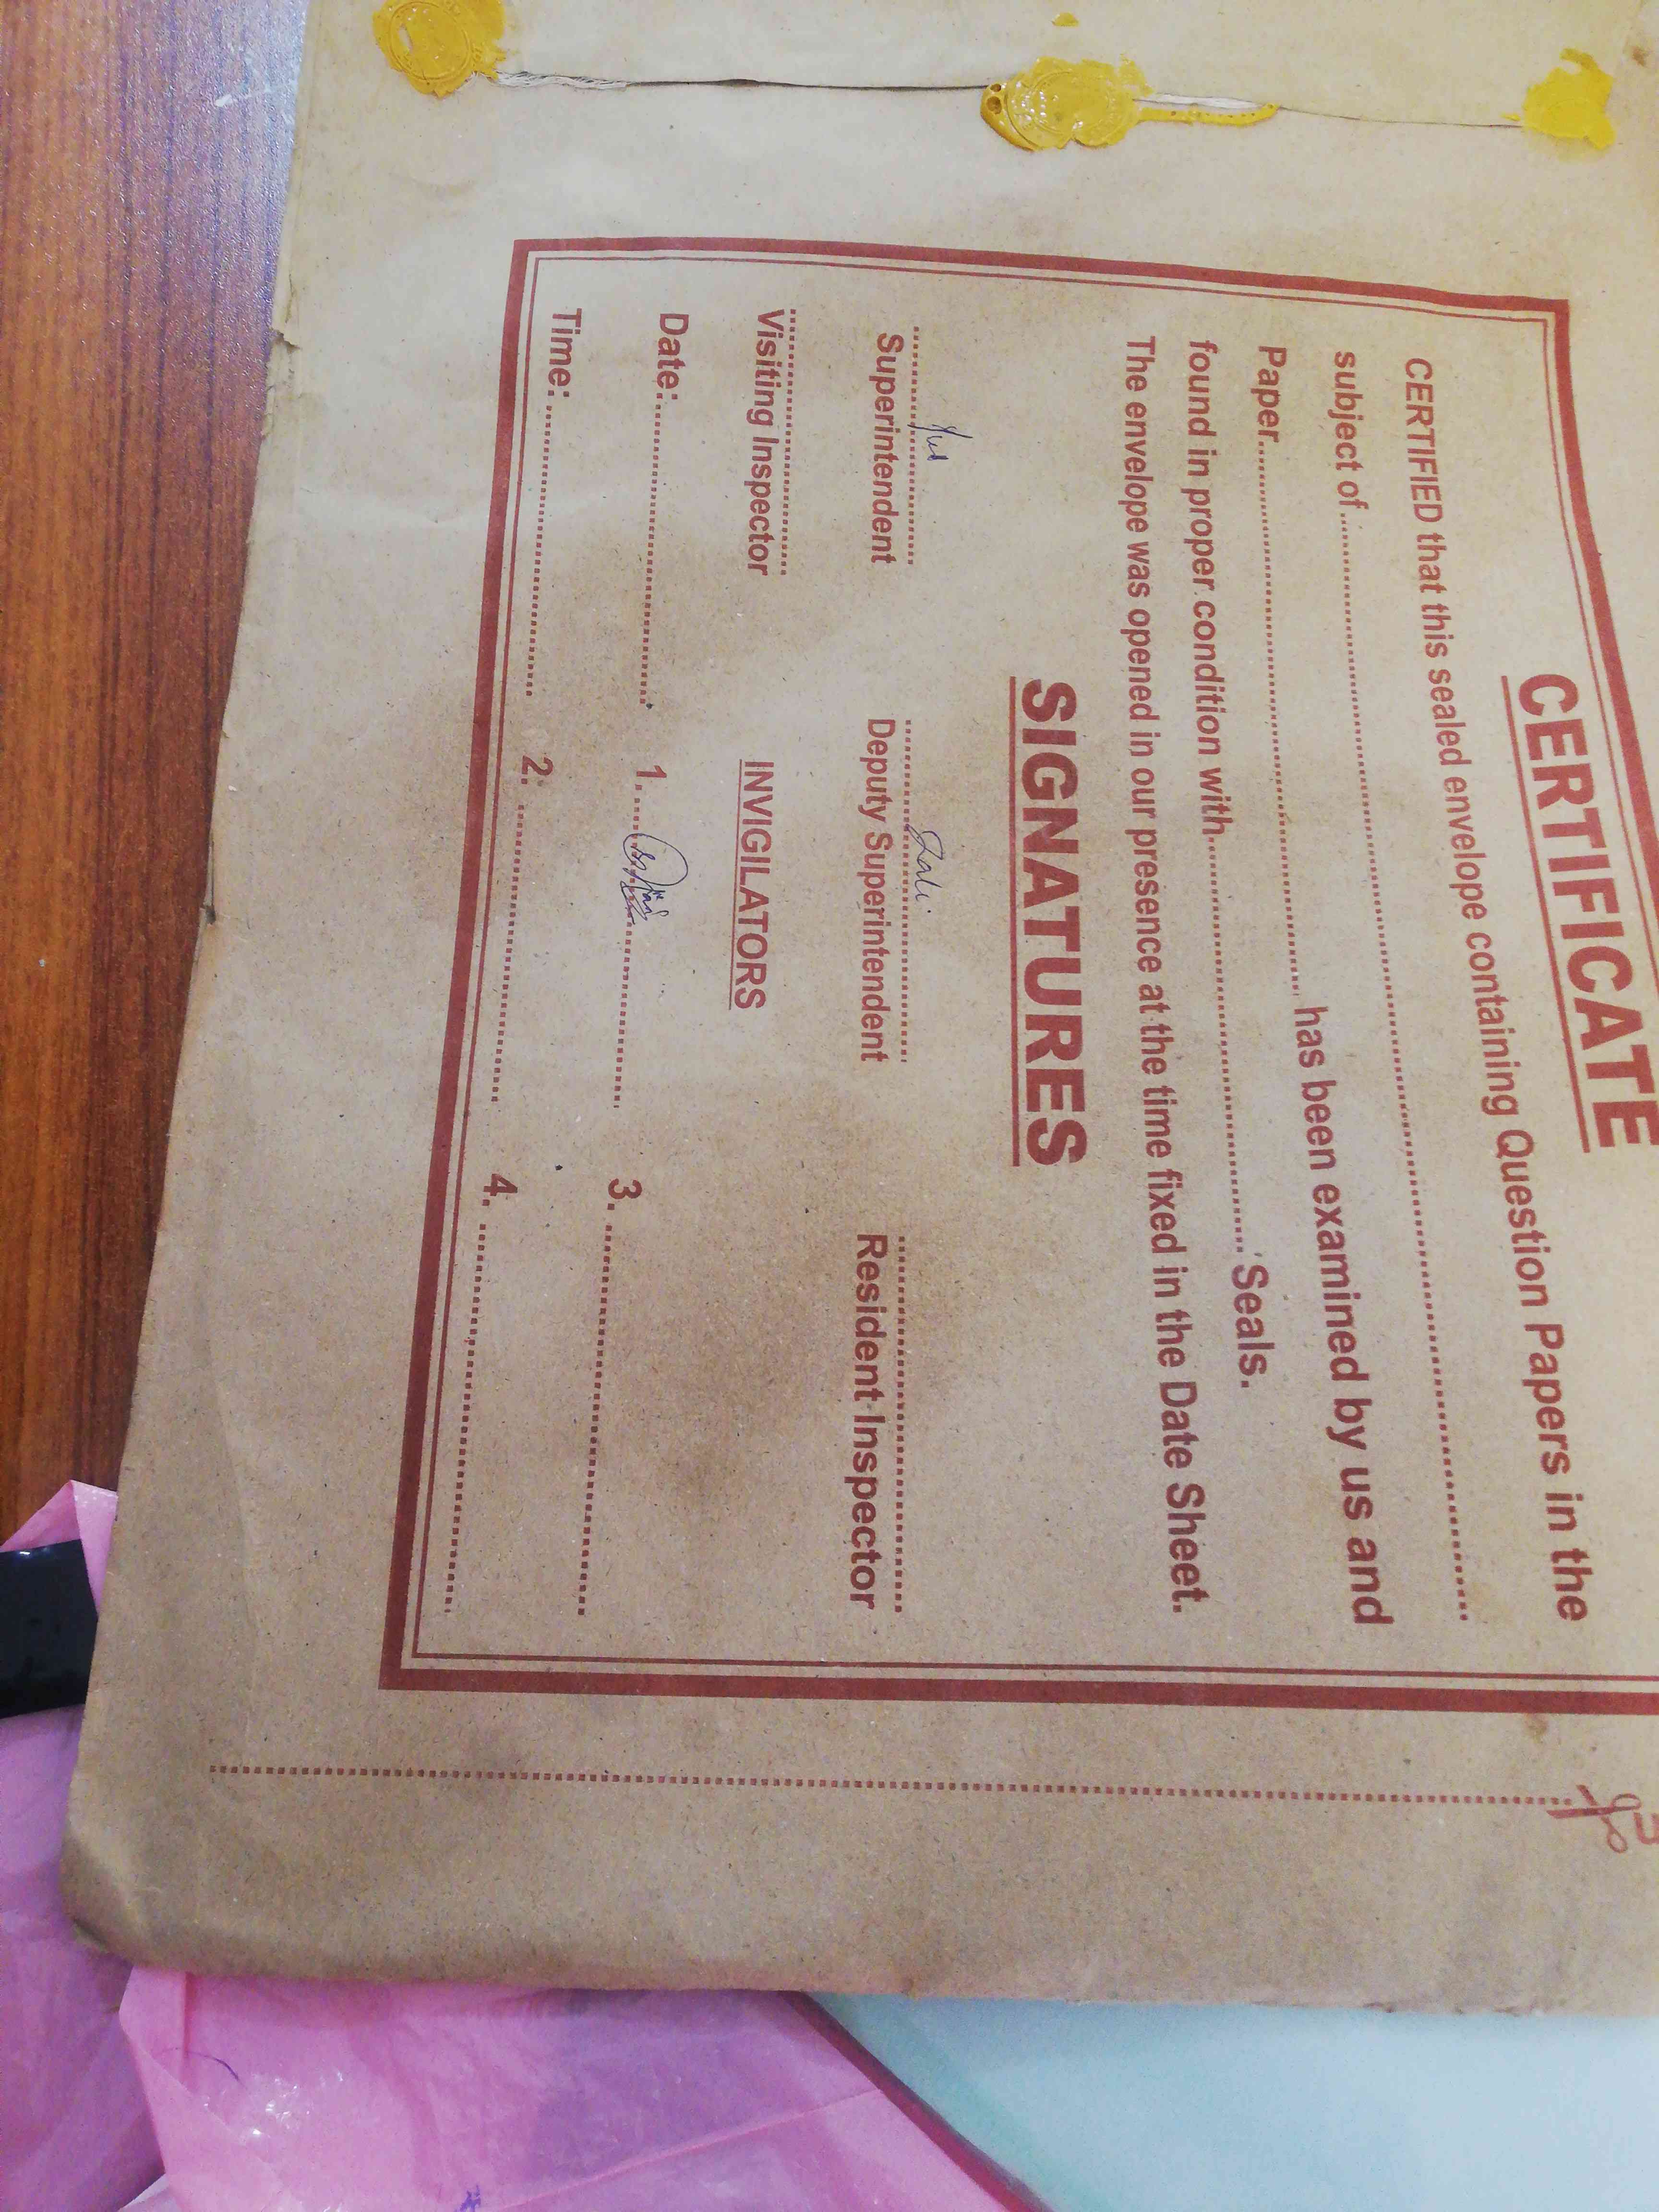 CERTIFICATE
CERTIFIED that this sealed envelope containing Question Papers in the
subject of..............................
Paper.............................. has been examined by us and
found in proper condition with.............................. Seals.
The envelope was opened in our presence at the time fixed in the Date Sheet.
SIGNATURES
Superintendent Deputy Superintendent Resident Inspector
Visiting Inspector INVIGILATORS
Date:.................... 1..................... 3. ....................
Time: .................... 2. .................... 4. ....................